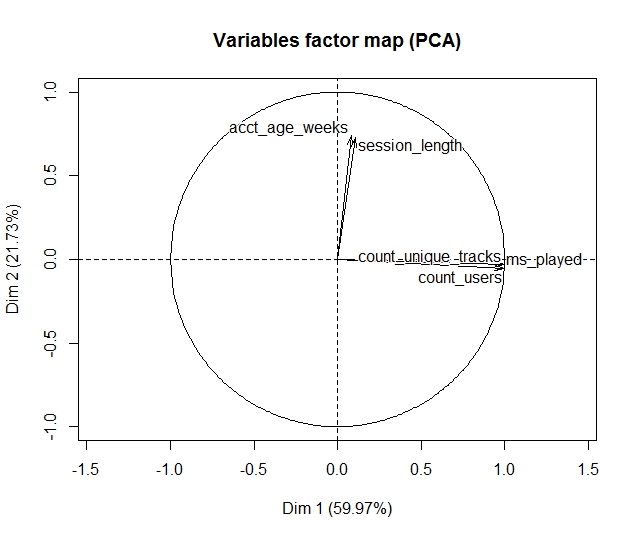 Variables factor map (PCA)
Dim 2 (21.73%)
1.0
0.5
0.0
-0.5
-1.0
acct_age_weeks
session_length
count_unique_tracks
ms_played
count_users
-1.5 -1.0 -0.5 0.0 0.5 1.0 1.5
Dim 1 (59.97%)